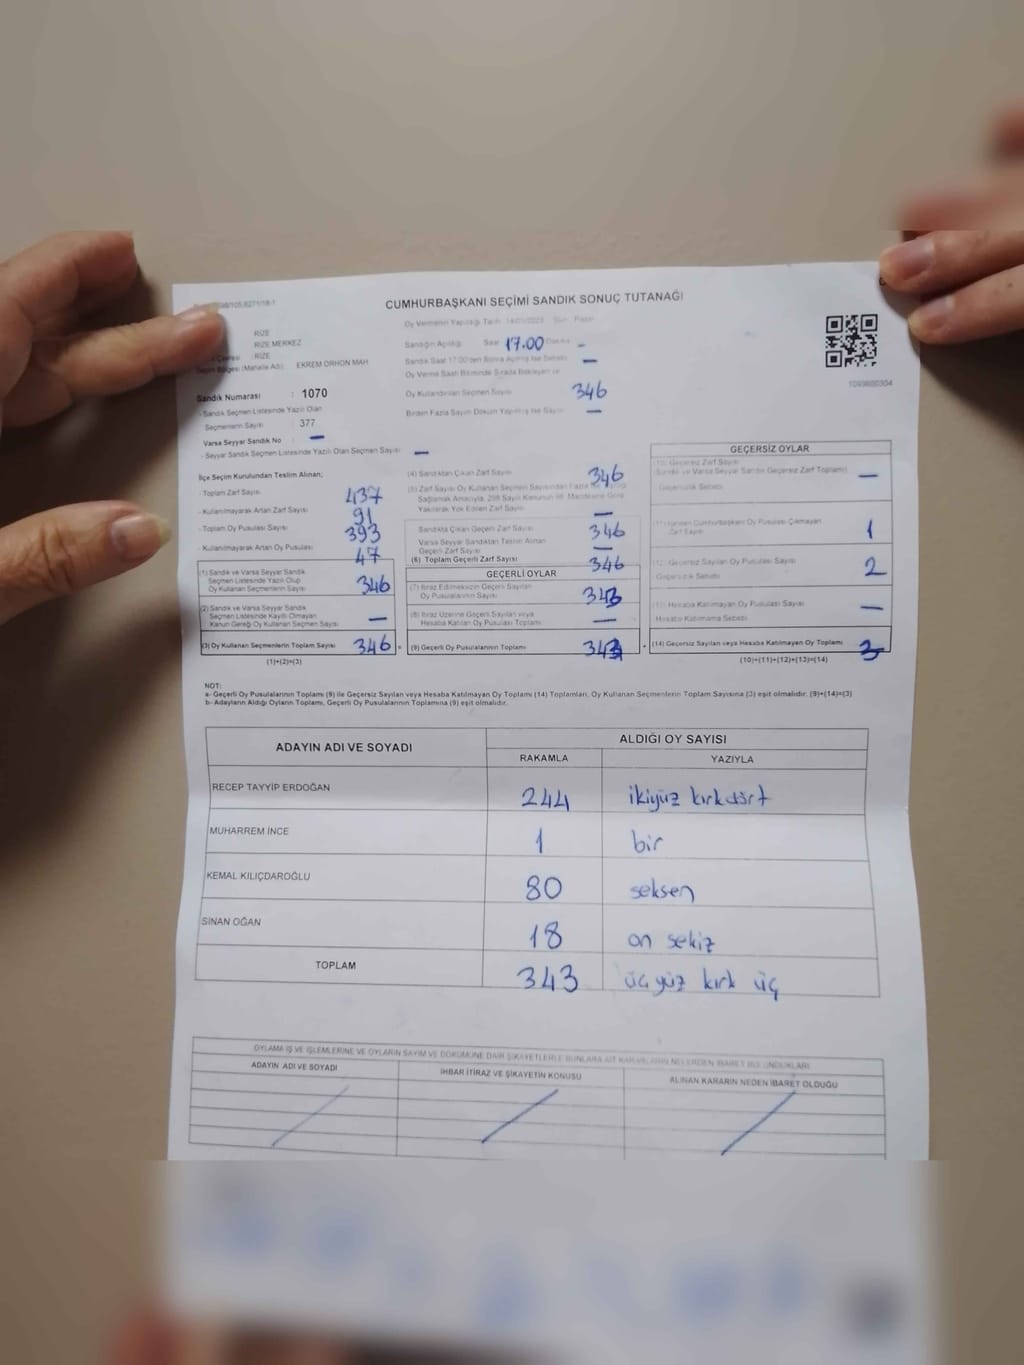 CUMHURBAŞKANI SEÇİMİ SANDIK SONUÇ TUTANAĞI
Oy Vermenin Yapıldığı Tarih
RİZE
RİZE MERKEZ
RİZE
Seçim Bölgesi (Mahalle Adı) EKREM ORHON MAH
Sandığın Açıldığı Saat 17.00 Dakika -
Sandık Saat 17:00'den Sonra Açılmış İse Sebebi -
Oy Verme Saati Bitiminde Sırada Bekleyen ve
Oy Kullandırılan Seçmen Sayısı 346
Birden Fazla Sayım Döküm Yapılmış İse Sayısı -
1099600304
Sandık Numarası : 1070
- Sandık Seçmen Listesinde Yazılı Olan
Seçmenlerin Sayısı 377
Varsa Seyyar Sandık No : -
- Seyyar Sandık Seçmen Listesinde Yazılı Olan Seçmen Sayısı -
İlçe Seçim Kurulundan Teslim Alınan;
- Toplam Zarf Sayısı 437
- Kullanılmayarak Artan Zarf Sayısı 91
- Toplam Oy Pusulası Sayısı 393
- Kullanılmayarak Artan Oy Pusulası 47
(1) Sandık ve Varsa Seyyar Sandık
Seçmen Listesinde Yazılı Olup
Oy Kullanan Seçmenlerin Sayısı 346
(2) Sandık ve Varsa Seyyar Sandık
Seçmen Listesinde Kayıtlı Olmayan
Kanun Gereği Oy Kullanan Seçmen Sayısı -
(3) Oy Kullanan Seçmenlerin Toplam Sayısı 346 =
(1)+(2)=(3)
(4) Sandıktan Çıkan Zarf Sayısı 346
(5) Zarf Sayısı Oy Kullanan Seçmen Sayısından Fazla
Sağlamak Amacıyla, 298 Sayılı Kanunun 98. Maddesine Göre
Yakılarak Yok Edilen Zarf Sayısı -
Sandıkta Çıkan Geçerli Zarf Sayısı 346
Varsa Seyyar Sandıktan Teslim Alınan
Geçerli Zarf Sayısı -
(6) Toplam Geçerli Zarf Sayısı 346
GEÇERLİ OYLAR
(7) İtiraz Edilmeksizin Geçerli Sayılan
Oy Pusulalarının Sayısı 343
(8) İtiraz Üzerine Geçerli Sayılan veya
Hesaba Katılan Oy Pusulası Toplamı -
(9) Geçerli Oy Pusulalarının Toplamı 343 +
GEÇERSİZ OYLAR
(10) Geçersiz Zarf Sayısı
(Sandık ve Varsa Seyyar Sandık Geçersiz Zarf Toplamı) -
Geçersizlik Sebebi:
Cumhurbaşkanı Oy Pusulası Çıkmayan
Zarf Sayısı 1
(12) Geçersiz Sayılan Oy Pusulası Sayısı 2
Geçersizlik Sebebi:
(13) Hesaba Katılmayan Oy Pusulası Sayısı -
Hesaba Katılmama Sebebi:
(14) Geçersiz Sayılan veya Hesaba Katılmayan Oy Toplamı 3
(10)+(11)+(12)+(13)=(14)
NOT:
a- Geçerli Oy Pusulalarının Toplamı (9) ile Geçersiz Sayılan veya Hesaba Katılmayan Oy Toplamı (14) Toplamları, Oy Kullanan Seçmenlerin Toplam Sayısına (3) eşit olmalıdır. (9)+(14)=(3)
b- Adayların Aldığı Oyların Toplamı, Geçerli Oy Pusulalarının Toplamına (9) eşit olmalıdır.
ADAYIN ADI VE SOYADI ALDIĞI OY SAYISI
RAKAMLA YAZIYLA
RECEP TAYYİP ERDOĞAN 244 ikiyüz kırkdört
MUHARREM İNCE 1 bir
KEMAL KILIÇDAROĞLU 80 seksen
SİNAN OĞAN 18 on sekiz
TOPLAM 343 üçyüz kırk üç
OYLAMA İŞ VE İŞLEMLERİNE VE OYLARIN SAYIM VE DÖKÜMÜNE DAİR ŞİKAYETLERLE BUNLARA AİT KARARLARIN NELERDEN İBARET BULUNDUKLARI
ADAYIN ADI VE SOYADI İHBAR İTİRAZ VE ŞİKAYETİN KONUSU ALINAN KARARIN NEDEN İBARET OLDUĞU